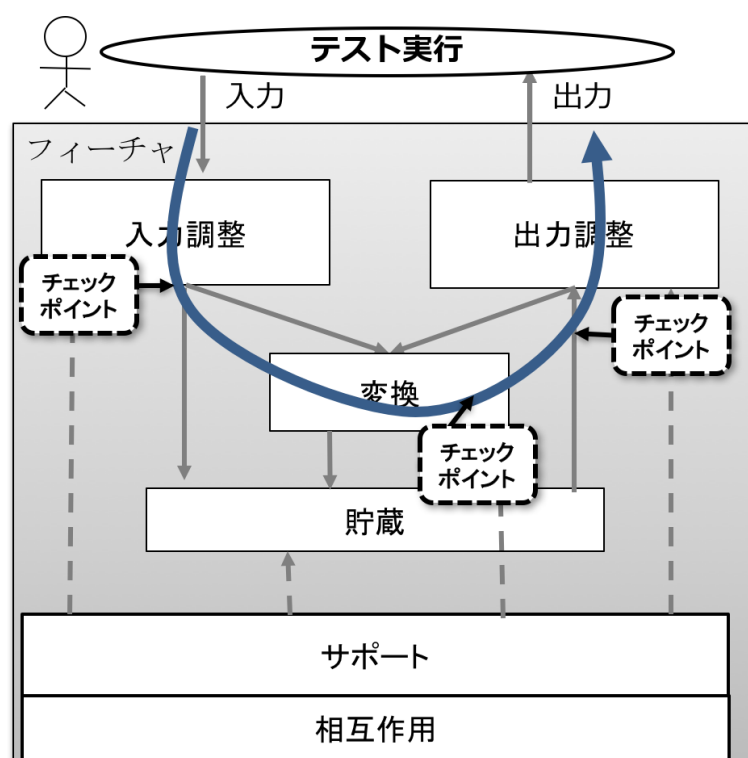 テスト実行
入力
出力
フィーチャ
入力調整
出力調整
チェック
ポイント
チェック
ポイント
変換
チェック
ポイント
貯蔵
サポート
相互作用